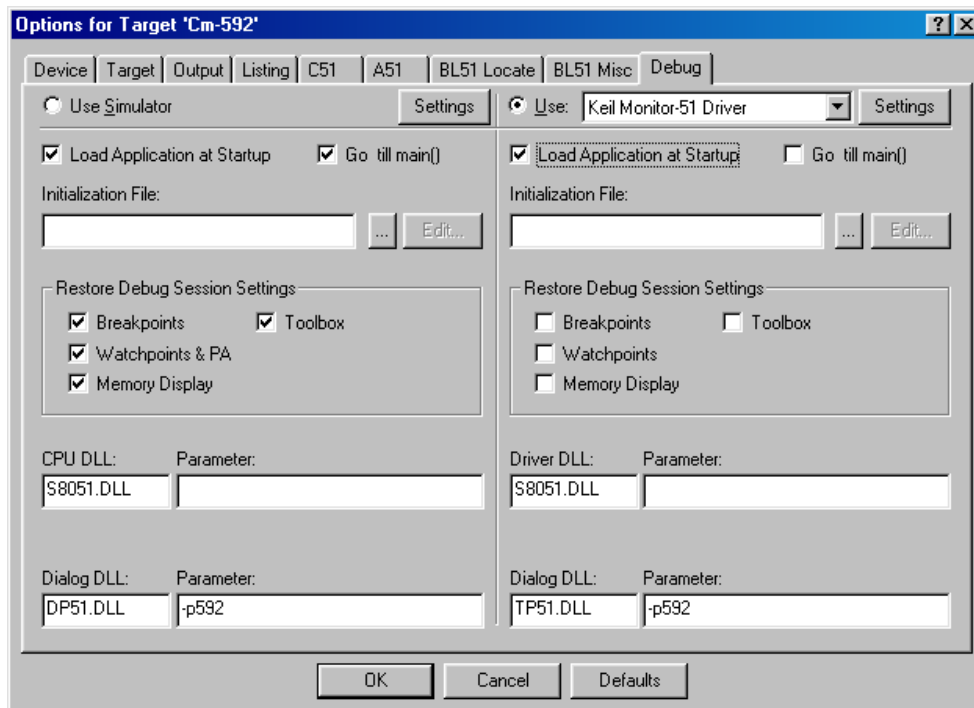 Options for Target 'Cm-592'
Device Target Output Listing C51 A51 BL51 Locate BL51 Misc Debug
Use Simulator Settings Use: Keil Monitor-51 Driver Settings
Load Application at Startup Go till main() Load Application at Startup Go till main()
Initialization File: Initialization File:
... Edit... ... Edit...
Restore Debug Session Settings Restore Debug Session Settings
Breakpoints Toolbox Breakpoints Toolbox
Watchpoints & PA Watchpoints
Memory Display Memory Display
CPU DLL: Parameter: Driver DLL: Parameter:
S8051.DLL S8051.DLL
Dialog DLL: Parameter: Dialog DLL: Parameter:
DP51.DLL -p592 TP51.DLL -p592
OK Cancel Defaults